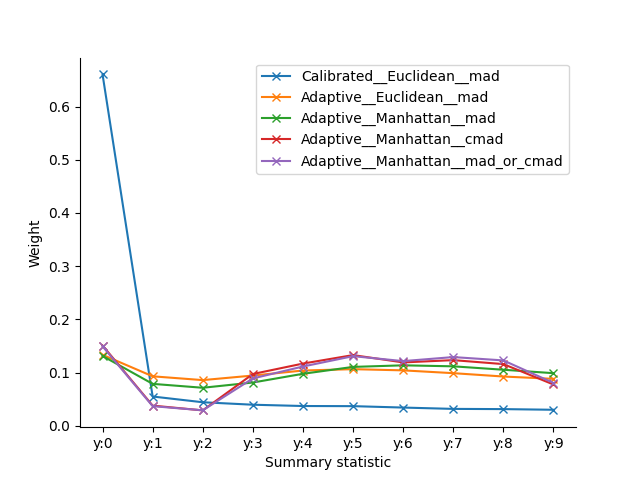 Calibrated__Euclidean__mad
Adaptive__Euclidean__mad
Adaptive__Manhattan__mad
Adaptive__Manhattan__cmad
Adaptive__Manhattan__mad_or_cmad
Weight
0.6
0.5
0.4
0.3
0.2
0.1
0.0
y:0 y:1 y:2 y:3 y:4 y:5 y:6 y:7 y:8 y:9
Summary statistic